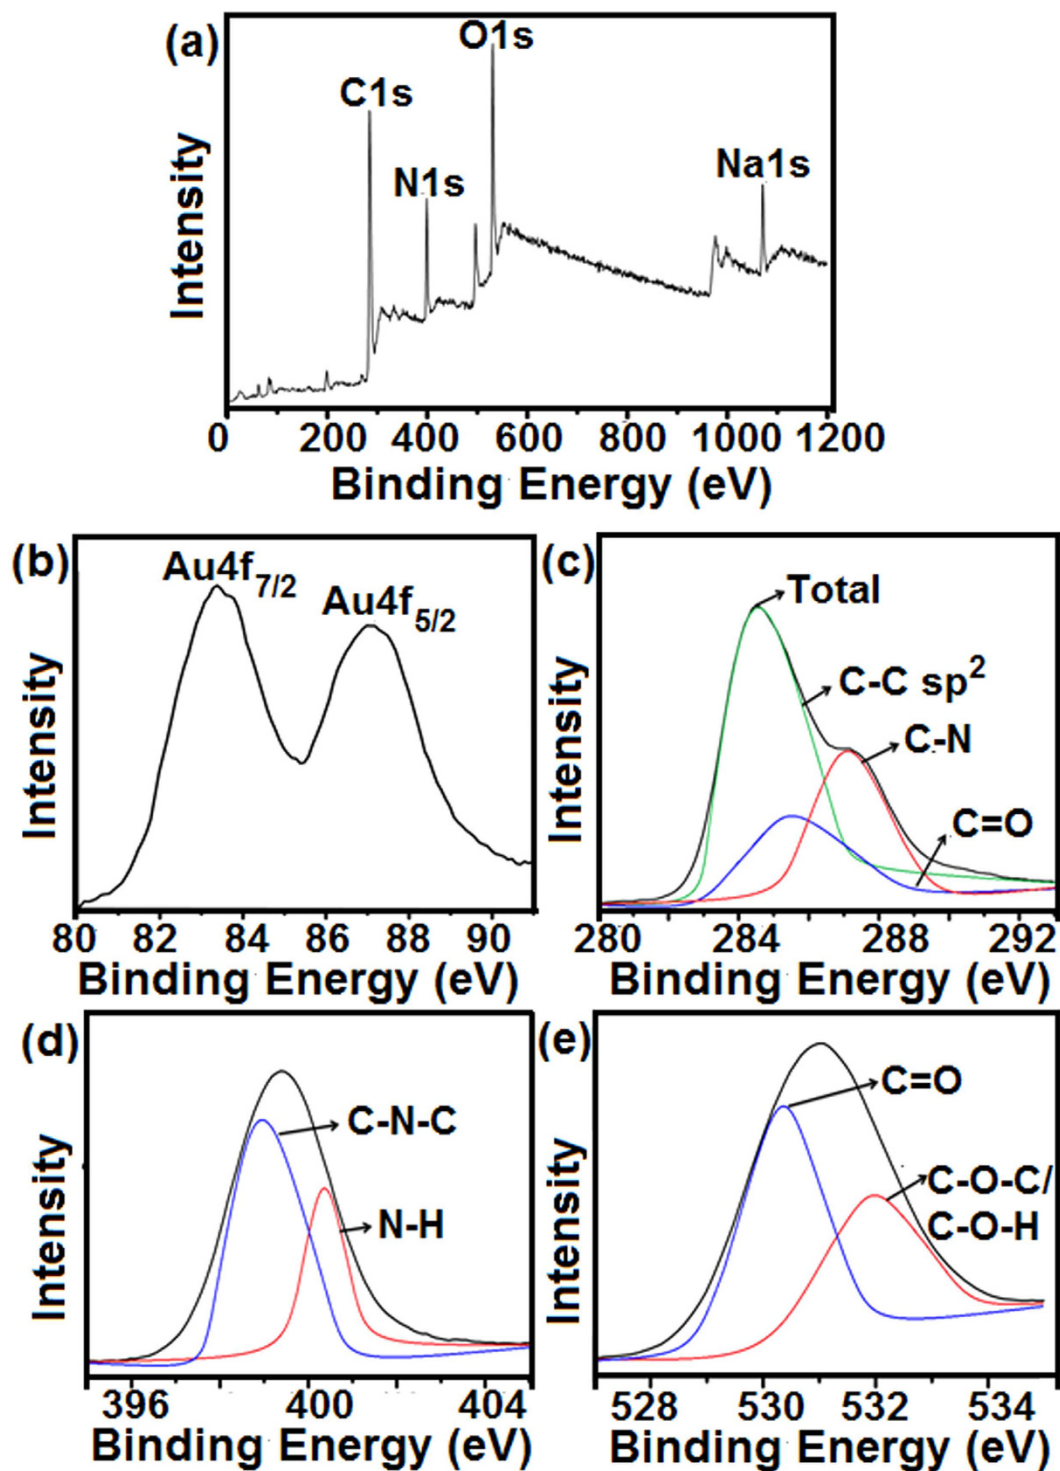 (a)
O1s
C1s
N1s
Na1s
Intensity
0 200 400 600 800 1000 1200
Binding Energy (eV)
(b)
Au4f7/2
Au4f5/2
Intensity
80 82 84 86 88 90
Binding Energy (eV)
(c)
Total
C-C sp²
C-N
C=O
Intensity
280 284 288 292
Binding Energy (eV)
(d)
C-N-C
N-H
Intensity
396 400 404
Binding Energy (eV)
(e)
C=O
C-O-C/
C-O-H
Intensity
528 530 532 534
Binding Energy (eV)